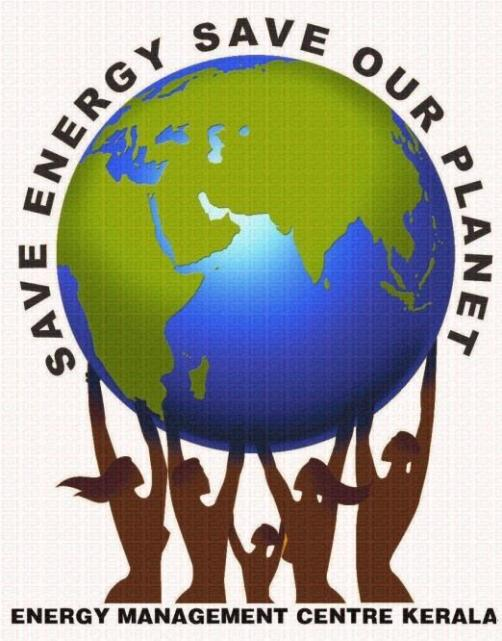 SAVE ENERGY SAVE OUR PLANET
ENERGY MANAGEMENT CENTRE KERALA